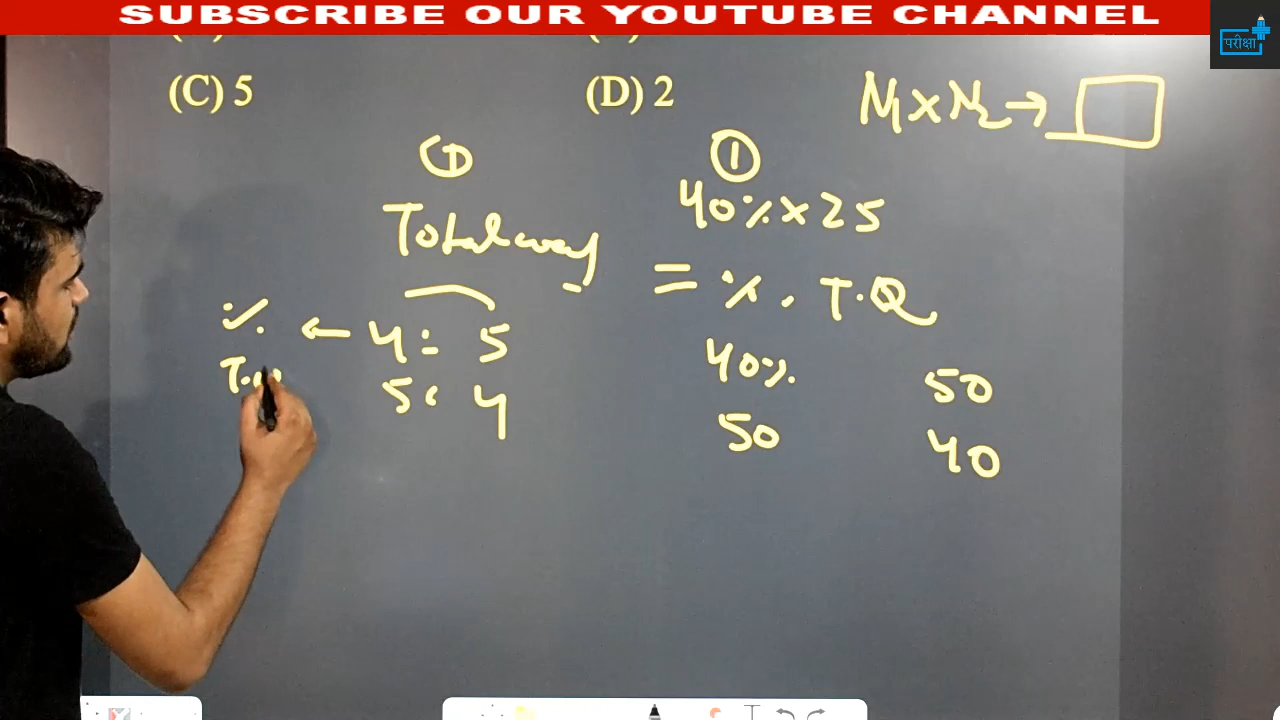 SUBSCRIBE OUR YOUTUBE CHANNEL
परीक्षा
(C) 5 (D) 2
M × M₂ →
① ①
Total way 40% × 25
= %. T.Q
% ← 4 : 5 40% 50
T. 5 : 4 50 40
T